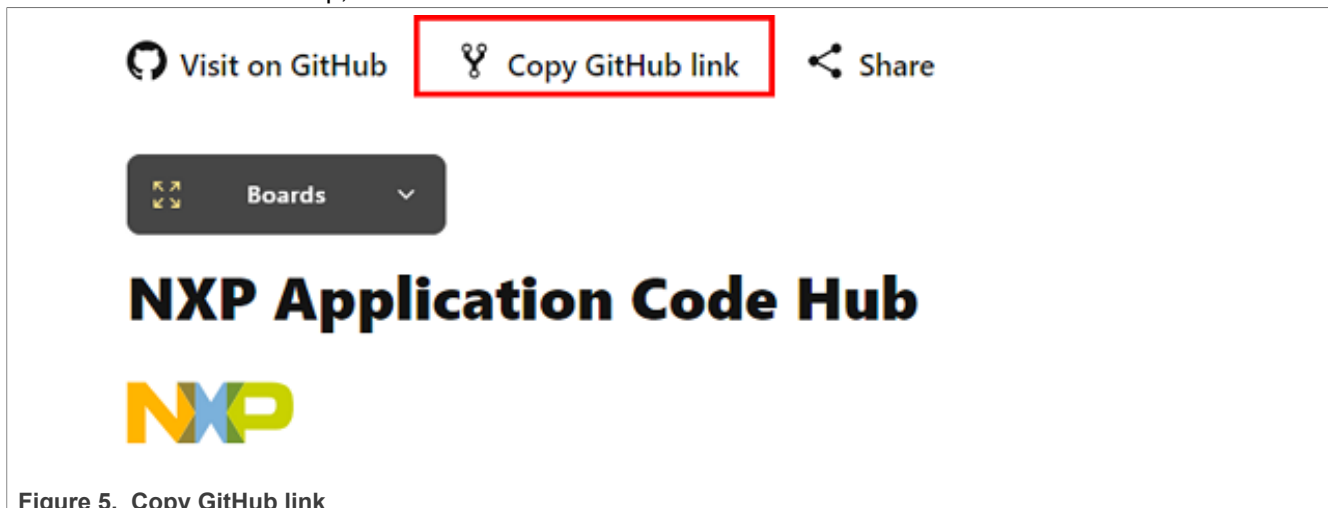 Visit on GitHub Copy GitHub link Share
Boards
NXP Application Code Hub
NXP
Figure 5. Copy GitHub link